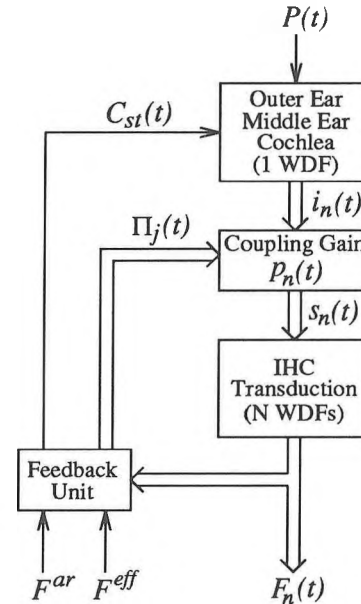 P(t)
Outer Ear
Middle Ear
Cochlea
(1 WDF)
C_st(t)
i_n(t)
Π_j(t)
Coupling Gain
p_n(t)
s_n(t)
IHC
Transduction
(N WDFs)
Feedback
Unit
F^ar F^eff F_n(t)